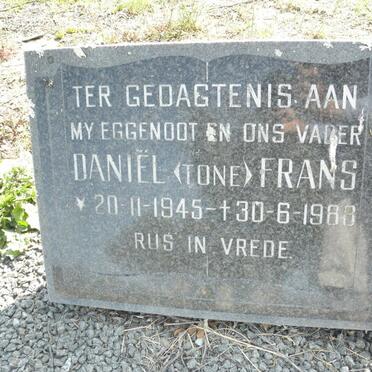 TER GEDAGTENIS AAN
MY EGGENOOT EN ONS VADER
DANIËL (TONE) FRANS
* 20-11-1945-+30-6-1988
RUS IN VREDE